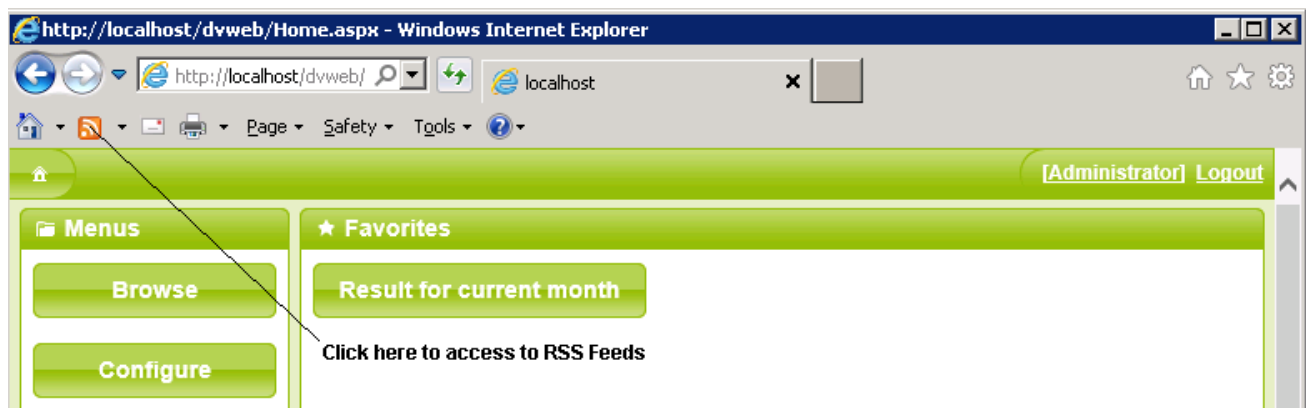 http://localhost/dvweb/Home.aspx - Windows Internet Explorer
http://localhost/dvweb/
localhost
Page Safety Tools
[Administrator] Logout
Menus
Favorites
Browse
Result for current month
Click here to access to RSS Feeds
Configure